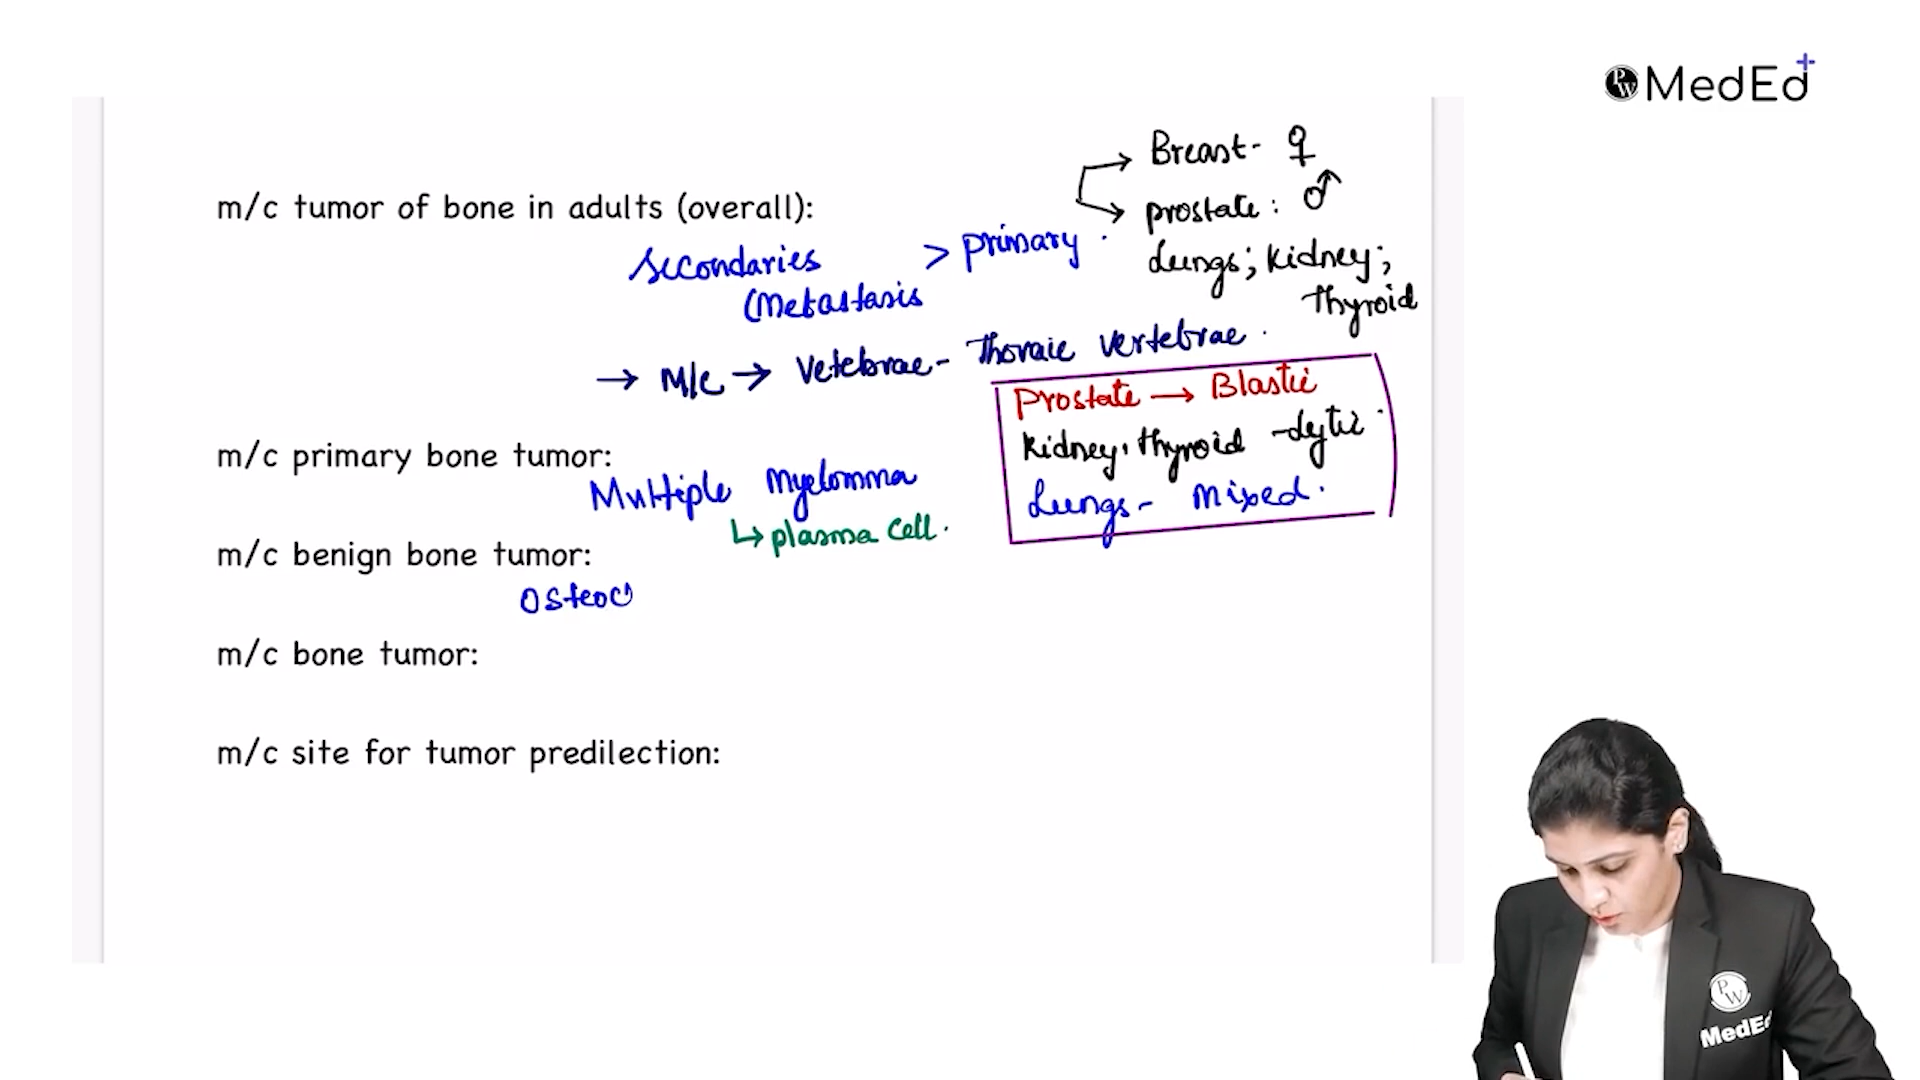 PW MedEd+
Breast- ♀
m/c tumor of bone in adults (overall):
prostate: ♂
Secondaries > primary.
Lungs; kidney;
(Metastasis
Thyroid
→ M/c → Vetebrae- Thoraic vertebrae.
Prostate → Blastic
kidney, thyroid -lytic.
m/c primary bone tumor:
Multiple Myelomma
Lungs- Mixed.
↳ plasma cell.
m/c benign bone tumor:
Osteoc
m/c bone tumor:
m/c site for tumor predilection:
PW
MedEd